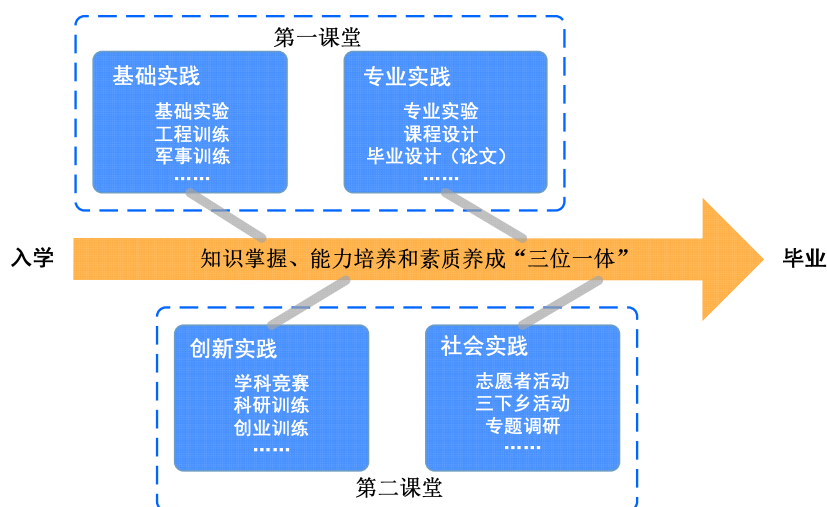 第一课堂
基础实践
基础实验
工程训练
军事训练
……
专业实践
专业实验
课程设计
毕业设计（论文）
……
入学
知识掌握、能力培养和素质养成“三位一体”
毕业
创新实践
学科竞赛
科研训练
创业训练
……
社会实践
志愿者活动
三下乡活动
专题调研
……
第二课堂